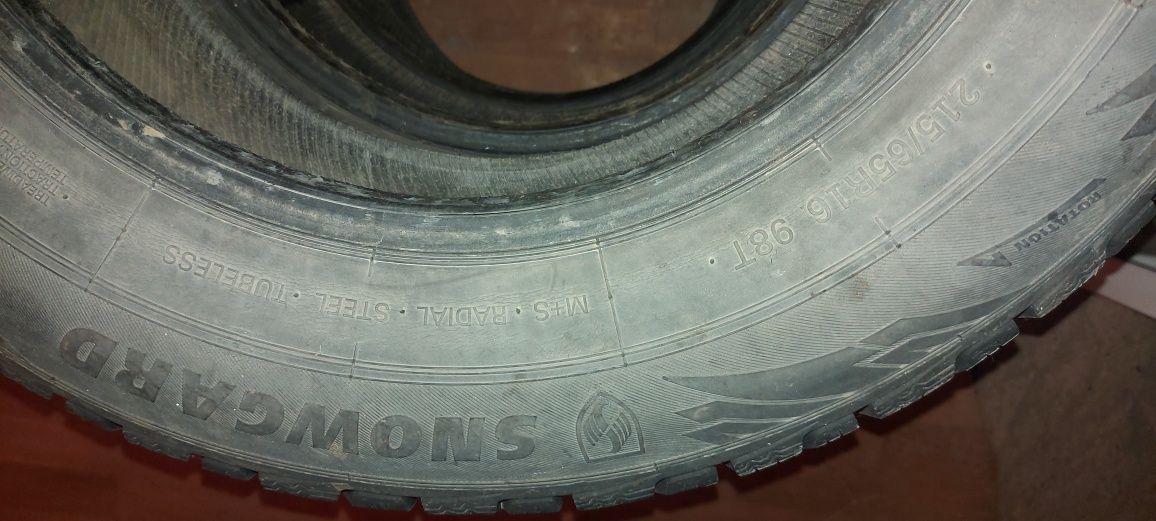 215/65R16 98T
ROTATION
M+S · RADIAL · STEEL · TUBELESS
SNOWGARD